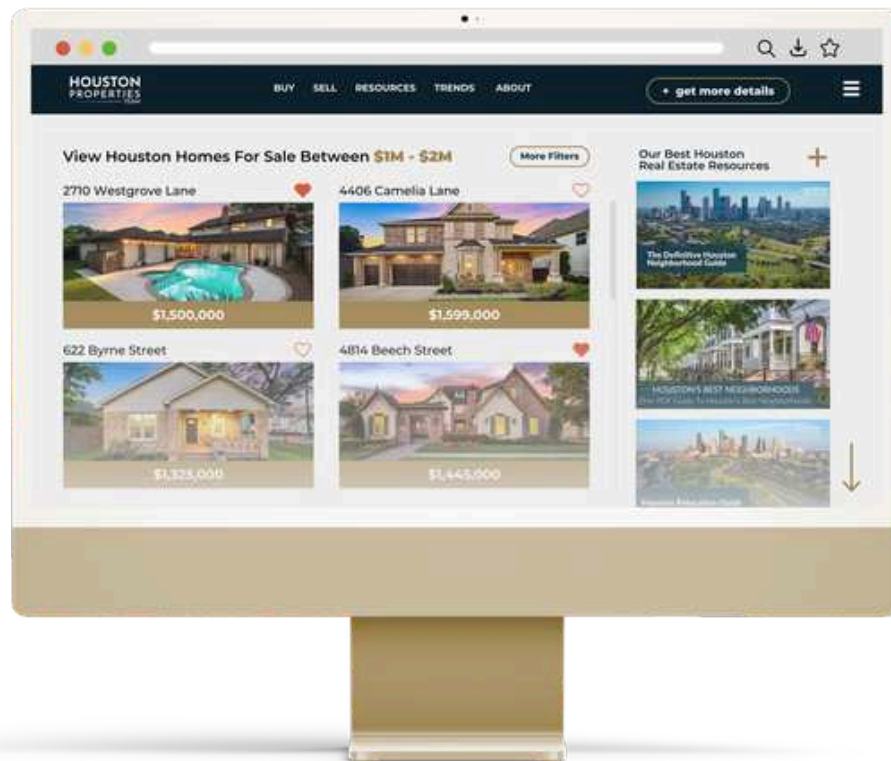 HOUSTON
PROPERTIES
TEAM
BUY SELL RESOURCES TRENDS ABOUT
+ get more details
View Houston Homes For Sale Between $1M - $2M
More Filters
2710 Westgrove Lane
4406 Camelia Lane
$1,500,000
$1,599,000
622 Byrne Street
4814 Beech Street
$1,325,000
$1,445,000
Our Best Houston
Real Estate Resources
The Definitive Houston
Neighborhood Guide
HOUSTON'S BEST NEIGHBORHOODS